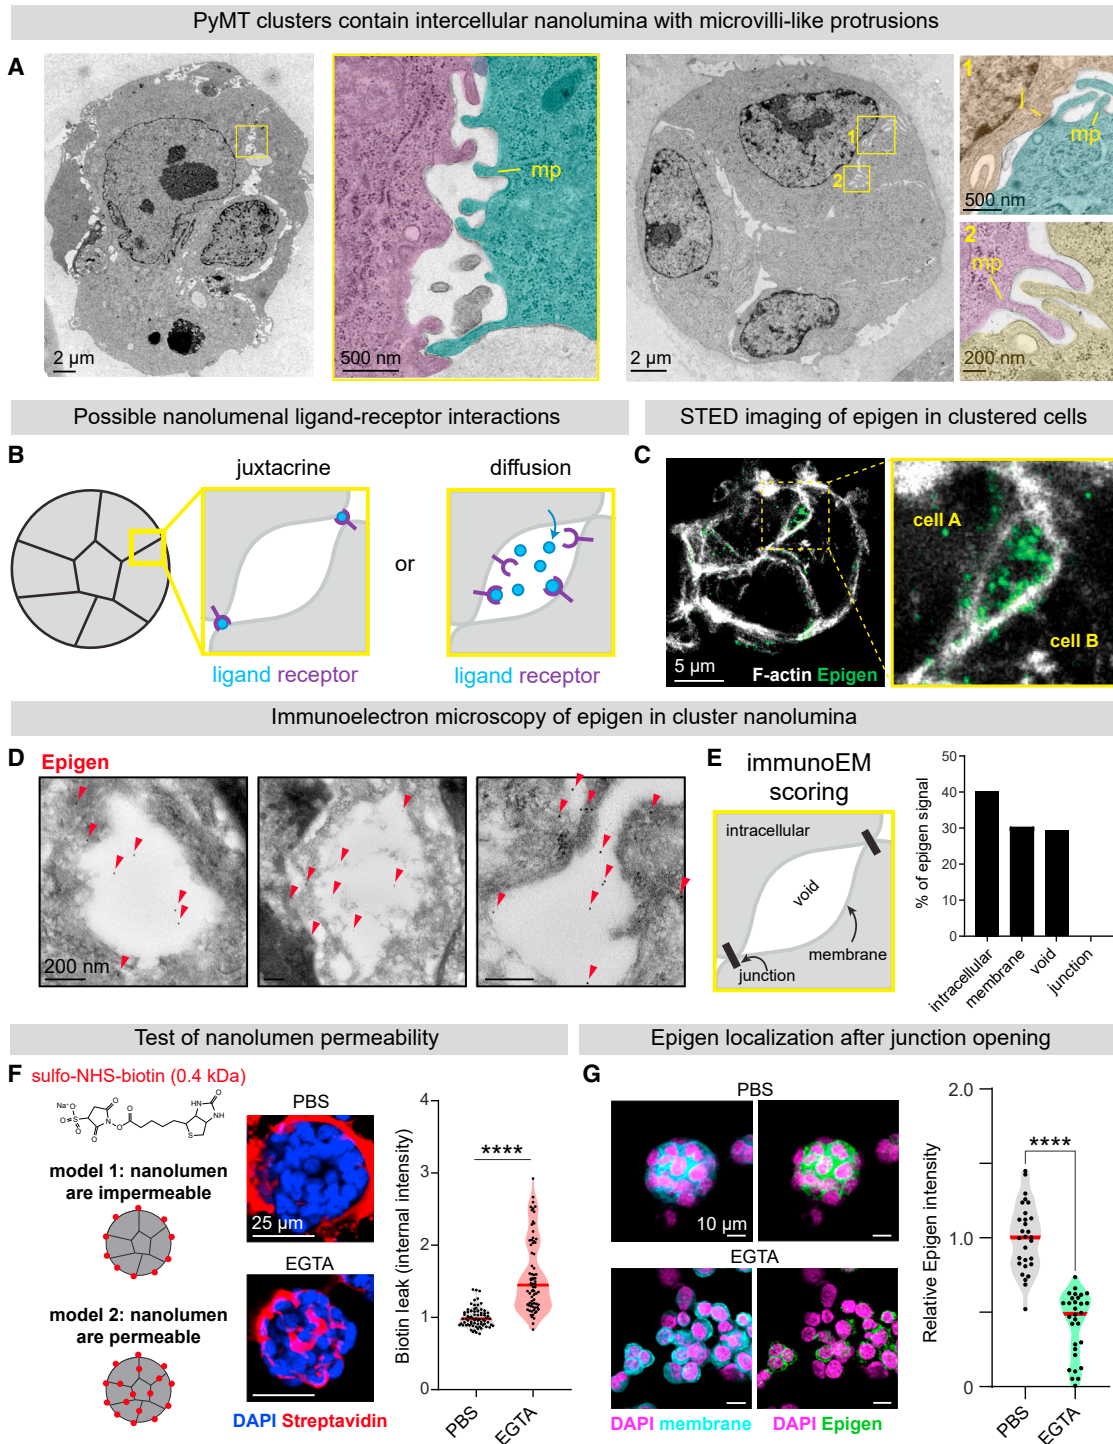 PyMT clusters contain intercellular nanolumina with microvilli-like protrusions
A
2 µm
mp
500 nm
1
2
2 µm
1
mp
500 nm
2
mp
200 nm
Possible nanolumenal ligand-receptor interactions
STED imaging of epigen in clustered cells
B
juxtacrine
or
diffusion
ligand receptor
ligand receptor
C
5 µm
F-actin Epigen
cell A
cell B
Immunoelectron microscopy of epigen in cluster nanolumina
D
Epigen
200 nm
E
immunoEM
scoring
intracellular
void
membrane
junction
% of epigen signal
50
40
30
20
10
0
intracellular
membrane
void
junction
Test of nanolumen permeability
Epigen localization after junction opening
F
sulfo-NHS-biotin (0.4 kDa)
Na⁺O
O
S
O
O
N
O
O
O
S
HN
NH
O
model 1: nanolumen
are impermeable
model 2: nanolumen
are permeable
PBS
25 µm
EGTA
DAPI Streptavidin
Biotin leak (internal intensity)
4
3
2
1
0
****
PBS
EGTA
G
PBS
10 µm
EGTA
DAPI membrane
DAPI Epigen
Relative Epigen intensity
2.0
1.0
0
****
PBS
EGTA